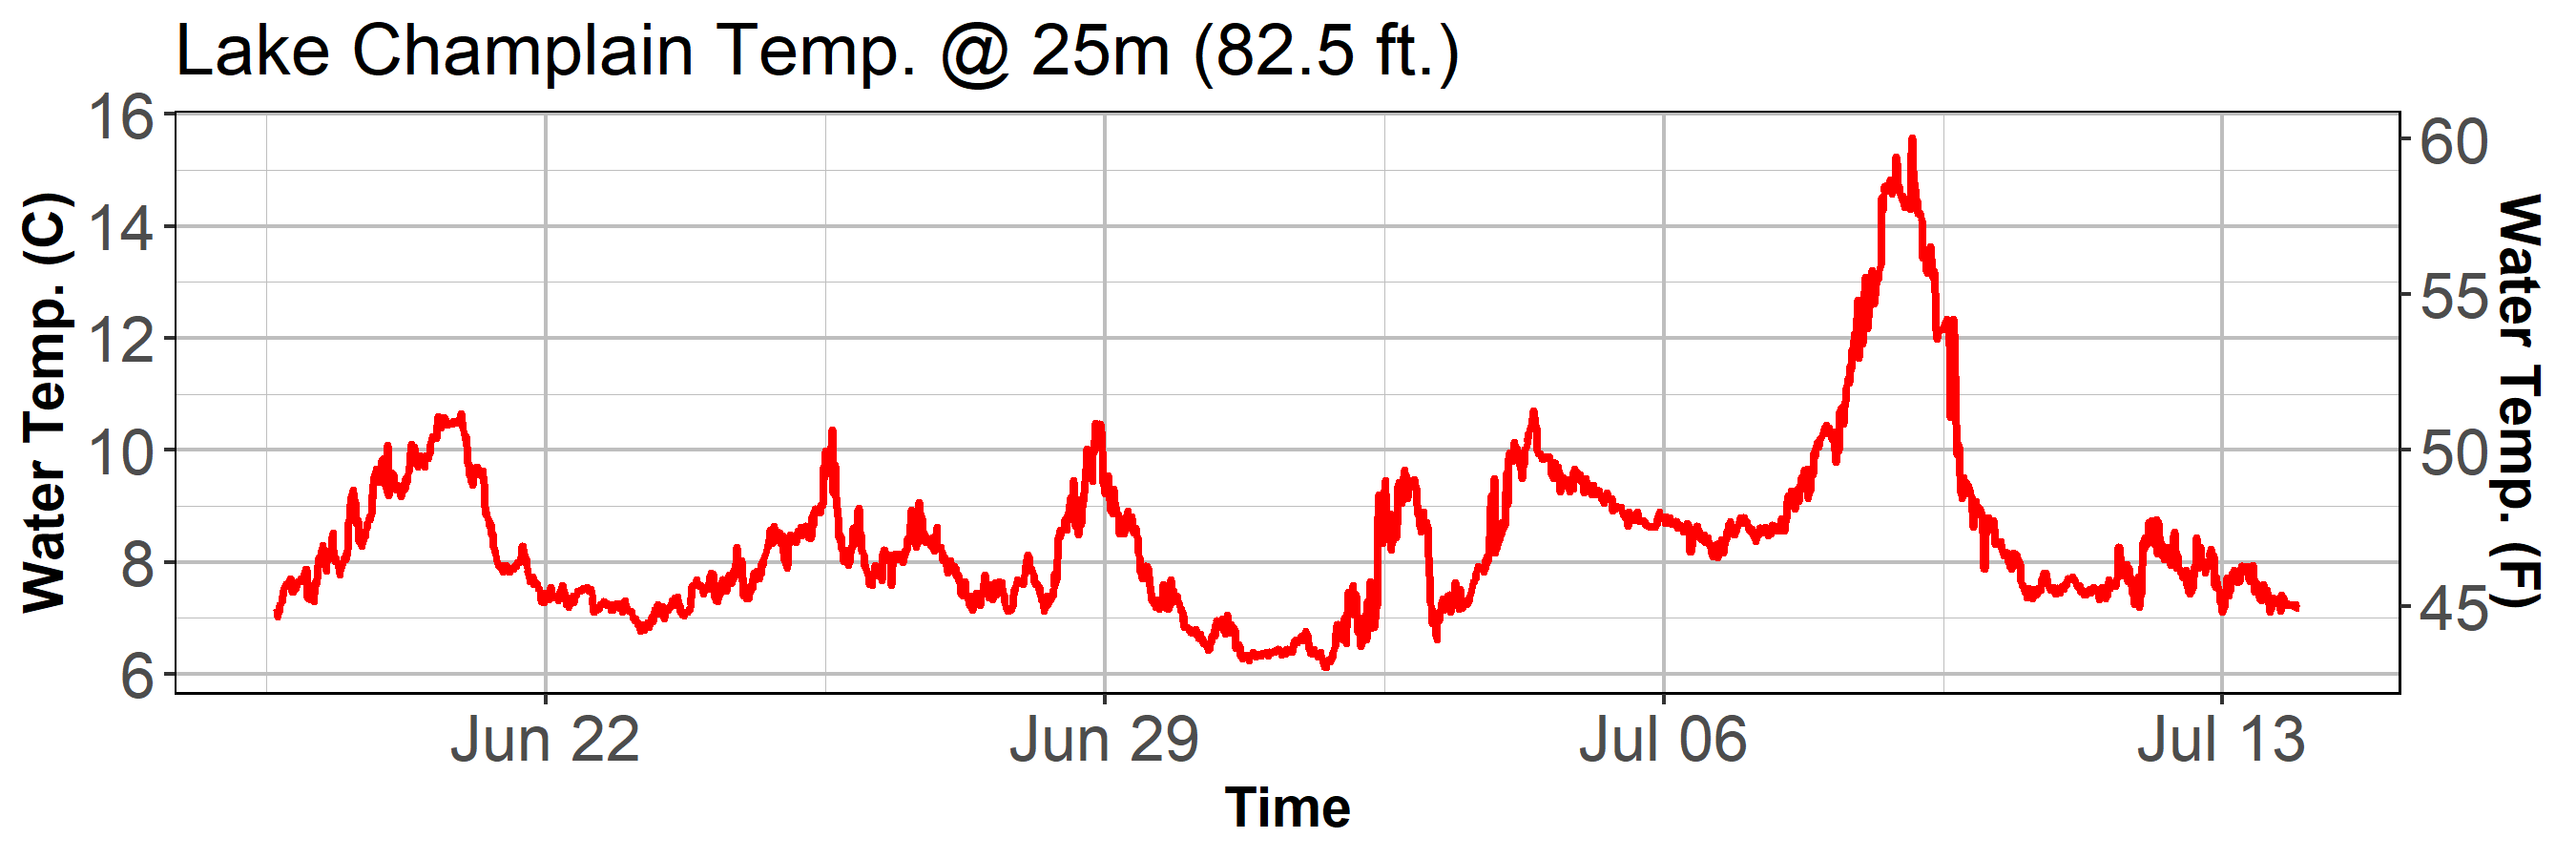 Lake Champlain Temp. @ 25m (82.5 ft.)
Water Temp. (C)
16
14
12
10
8
6
60
55
50
45
Water Temp. (F)
Jun 22
Jun 29
Jul 06
Jul 13
Time